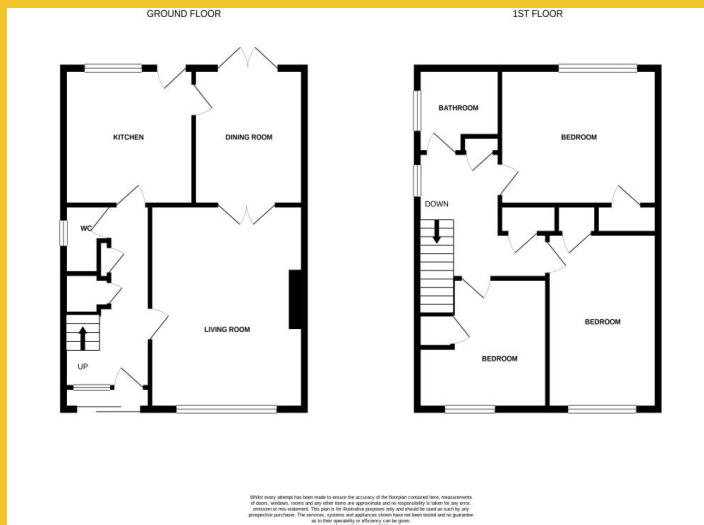 GROUND FLOOR
1ST FLOOR
KITCHEN
DINING ROOM
WC
LIVING ROOM
UP
BATHROOM
BEDROOM
DOWN
BEDROOM
BEDROOM
Whilst every attempt has been made to ensure the accuracy of the floorplan contained here, measurements
of doors, windows, rooms and any other items are approximate and no responsibility is taken for any error,
omission or mis-statement. This plan is for illustrative purposes only and should be used as such by any
prospective purchaser. The services, systems and appliances shown have not been tested and no guarantee
as to their operability or efficiency can be given.